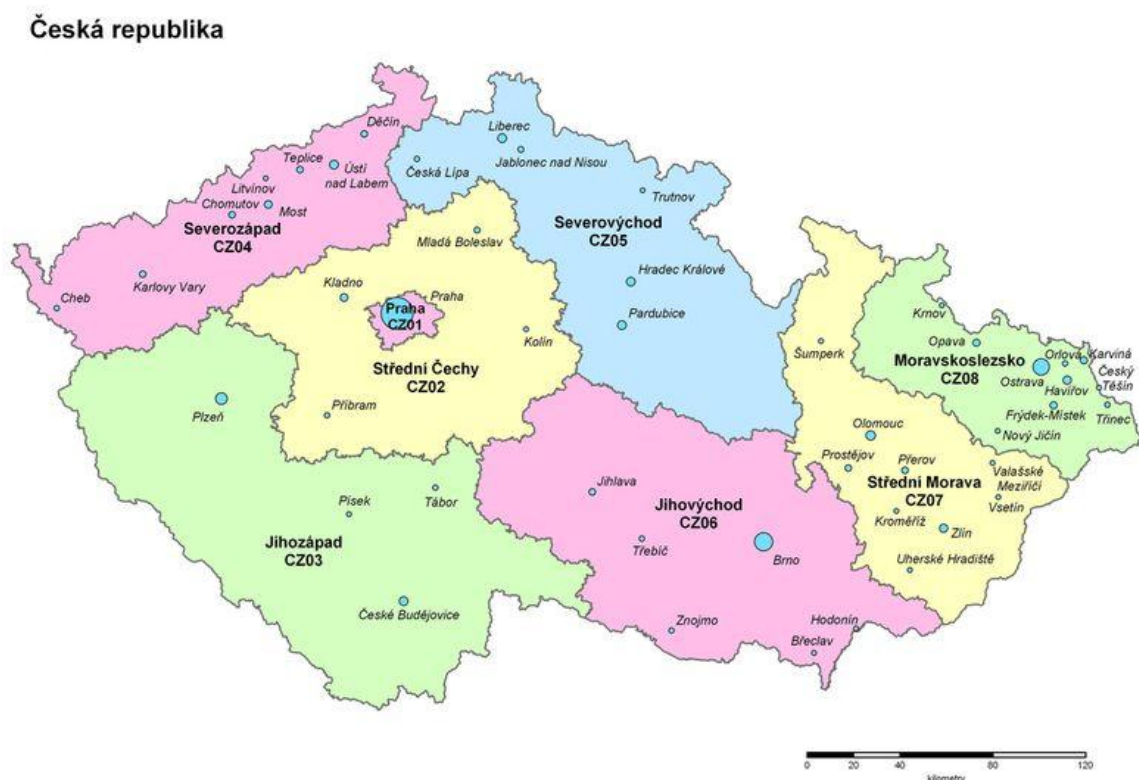 Česká republika
Děčín
Liberec
Teplice
Ústí
nad Labem
Česká Lípa
Jablonec nad Nisou
Litvínov
Chomutov
Most
Trutnov
Severozápad
CZ04
Severovýchod
CZ05
Mladá Boleslav
Cheb
Karlovy Vary
Kladno
Praha
Praha
CZ01
Hradec Králové
Pardubice
Kolín
Střední Čechy
CZ02
Krnov
Opava
Šumperk
Moravskoslezsko
CZ08
Orlová
Karviná
Ostrava
Český
Těšín
Havířov
Frýdek-Místek
Třinec
Nový Jičín
Plzeň
Příbram
Olomouc
Prostějov
Přerov
Valašské
Meziříčí
Střední Morava
CZ07
Vsetín
Kroměříž
Zlín
Uherské Hradiště
Písek
Tábor
Jihlava
Jihovýchod
CZ06
Jihozápad
CZ03
Třebíč
Brno
České Budějovice
Znojmo
Hodonín
Břeclav
0 20 40 80 120
kilometry